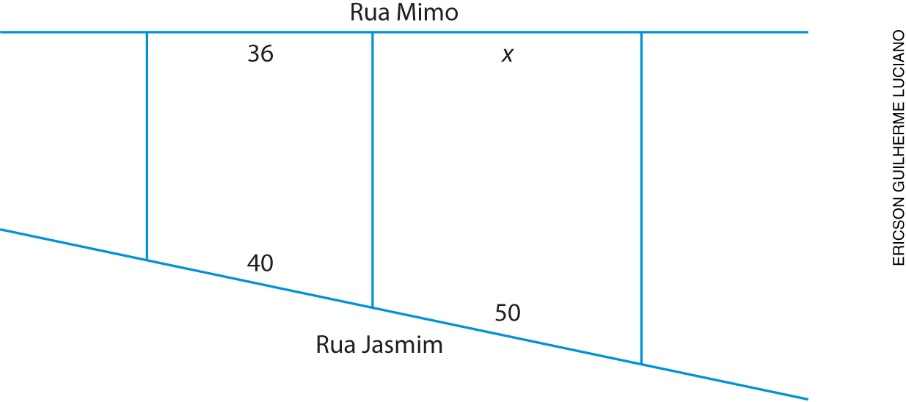 Rua Mimo
36
x
40
50
Rua Jasmim
ERICSON GUILHERME LUCIANO